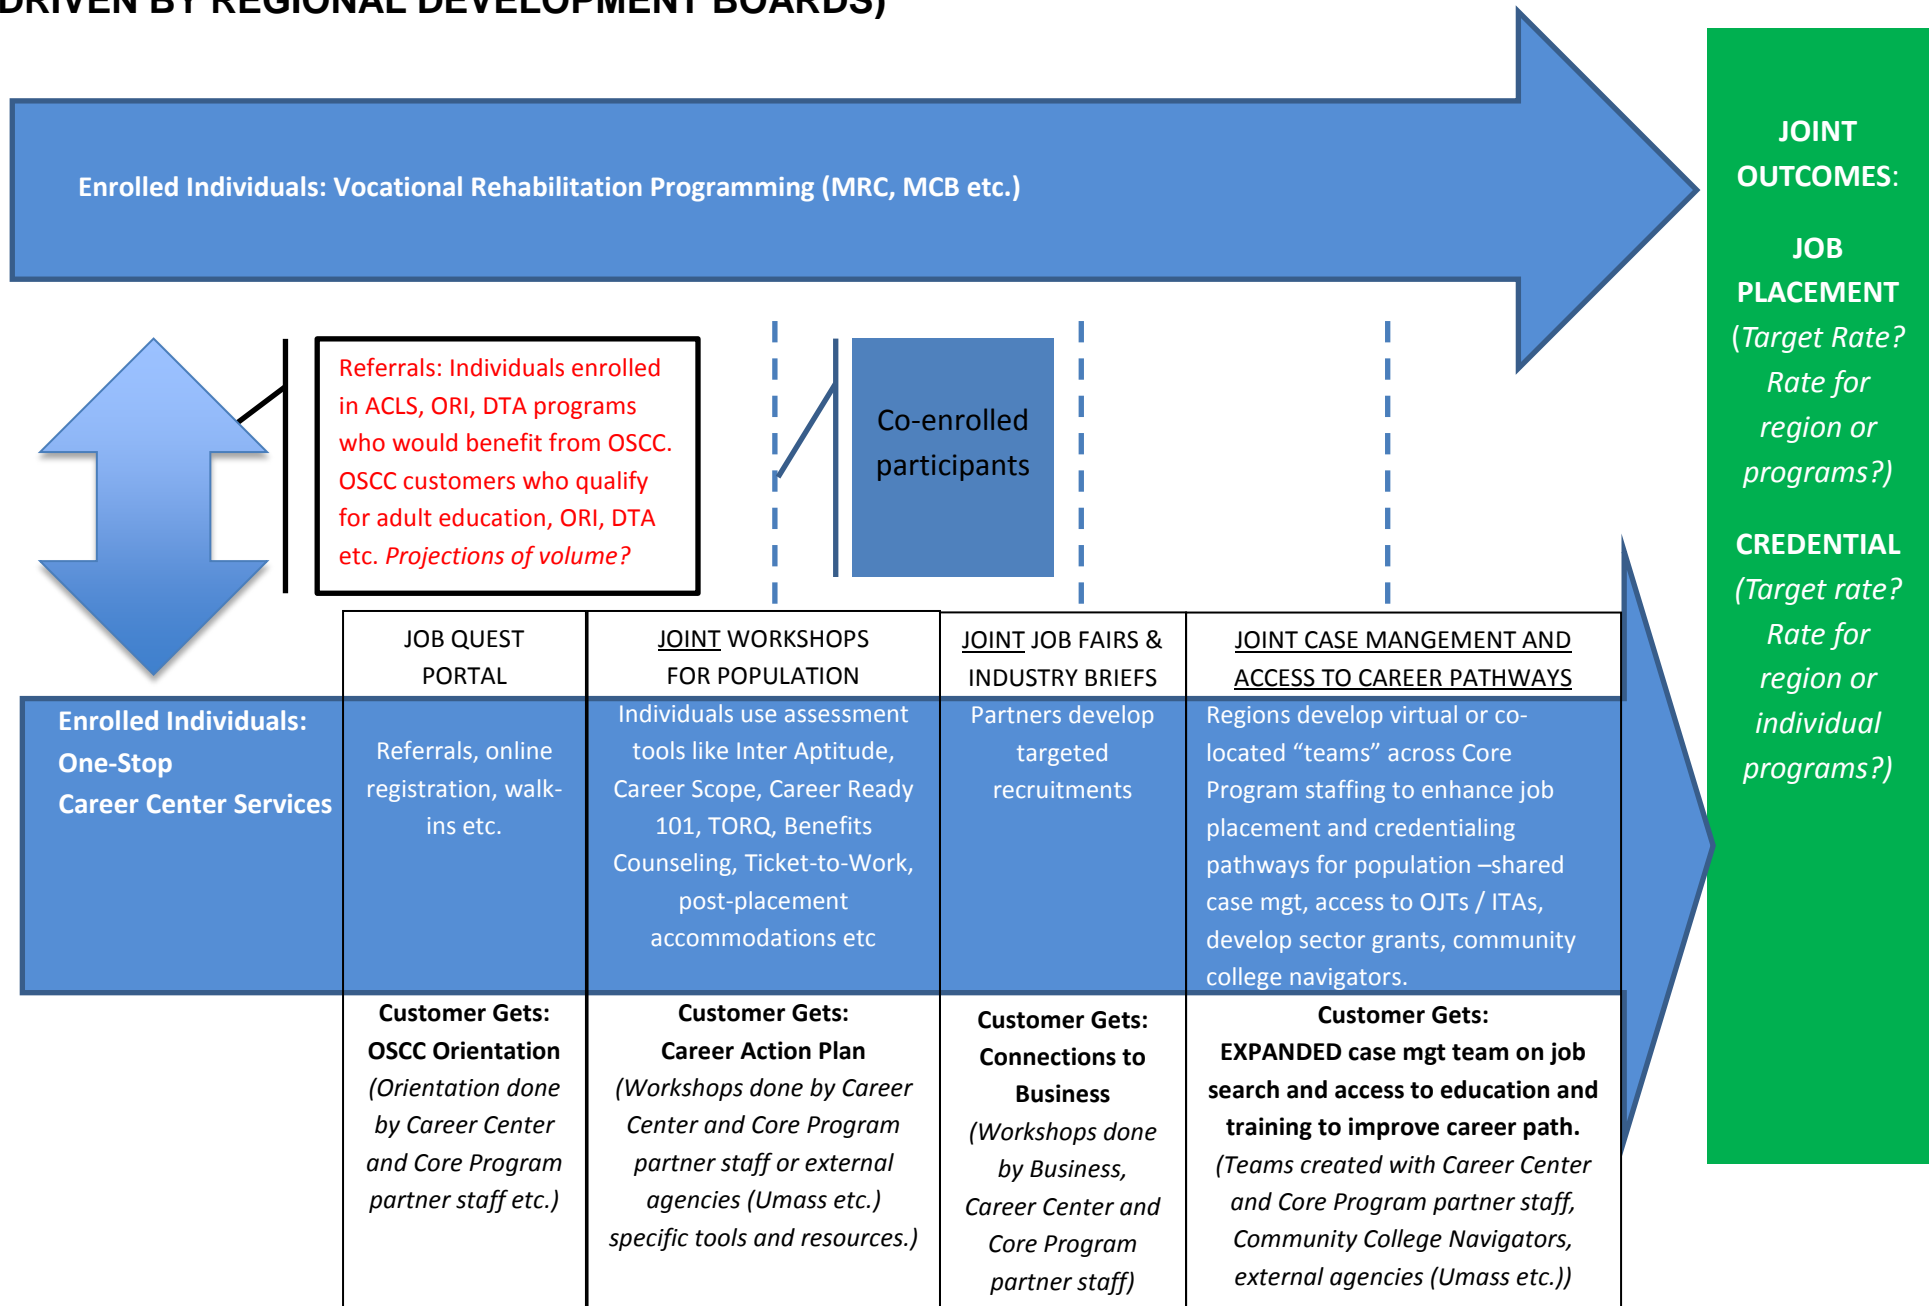 DRIVEN BY REGIONAL DEVELOPMENT BOARDS)
Enrolled Individuals: Vocational Rehabilitation Programming (MRC, MCB etc.)
JOINT
OUTCOMES:
JOB
PLACEMENT
(Target Rate?
Rate for
region or
programs?)
CREDENTIAL
(Target rate?
Rate for
region or
individual
programs?)
Referrals: Individuals enrolled
in ACLS, ORI, DTA programs
who would benefit from OSCC.
OSCC customers who qualify
for adult education, ORI, DTA
etc. Projections of volume?
Co-enrolled
participants
Enrolled Individuals:
One-Stop
Career Center Services
JOB QUEST
PORTAL
Referrals, online
registration, walk-
ins etc.
Customer Gets:
OSCC Orientation
(Orientation done
by Career Center
and Core Program
partner staff etc.)
JOINT WORKSHOPS
FOR POPULATION
Individuals use assessment
tools like Inter Aptitude,
Career Scope, Career Ready
101, TORQ, Benefits
Counseling, Ticket-to-Work,
post-placement
accommodations etc
Customer Gets:
Career Action Plan
(Workshops done by Career
Center and Core Program
partner staff or external
agencies (Umass etc.)
specific tools and resources.)
JOINT JOB FAIRS &
INDUSTRY BRIEFS
Partners develop
targeted
recruitments
Customer Gets:
Connections to
Business
(Workshops done
by Business,
Career Center and
Core Program
partner staff)
JOINT CASE MANGEMENT AND
ACCESS TO CAREER PATHWAYS
Regions develop virtual or co-
located “teams” across Core
Program staffing to enhance job
placement and credentialing
pathways for population –shared
case mgt, access to OJTs / ITAs,
develop sector grants, community
college navigators.
Customer Gets:
EXPANDED case mgt team on job
search and access to education and
training to improve career path.
(Teams created with Career Center
and Core Program partner staff,
Community College Navigators,
external agencies (Umass etc.))